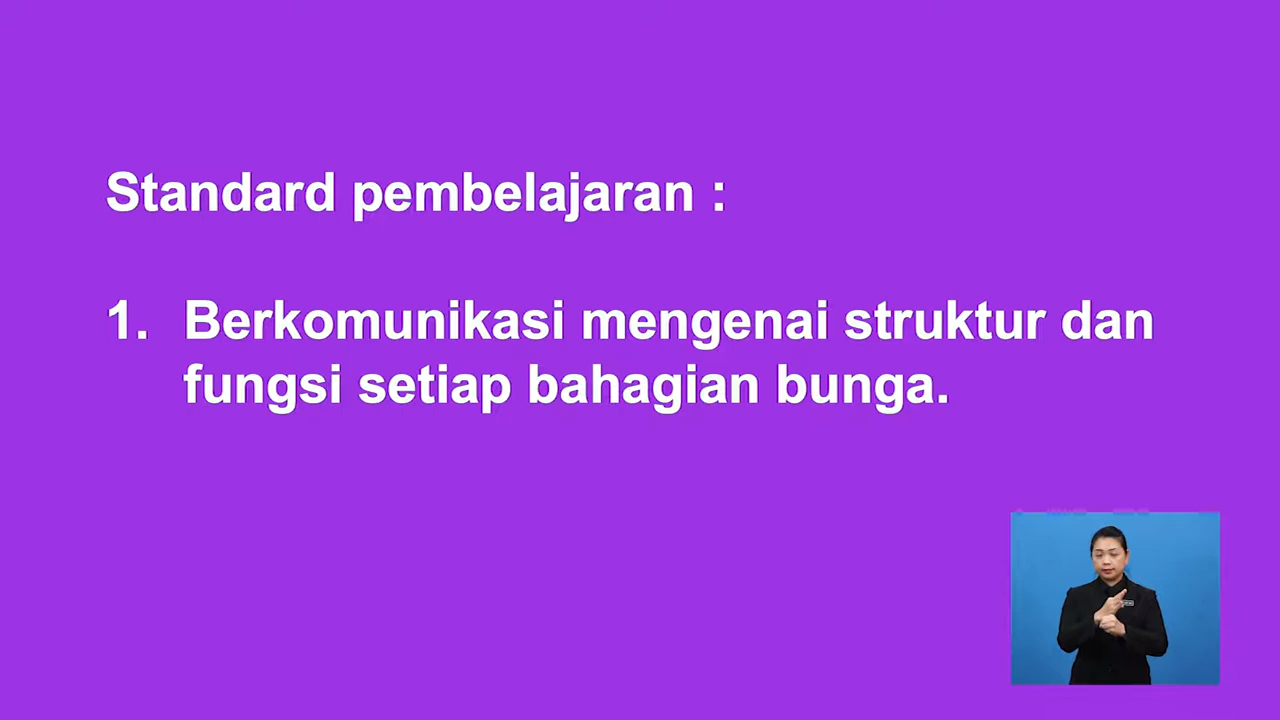 Standard pembelajaran :
1. Berkomunikasi mengenai struktur dan
fungsi setiap bahagian bunga.